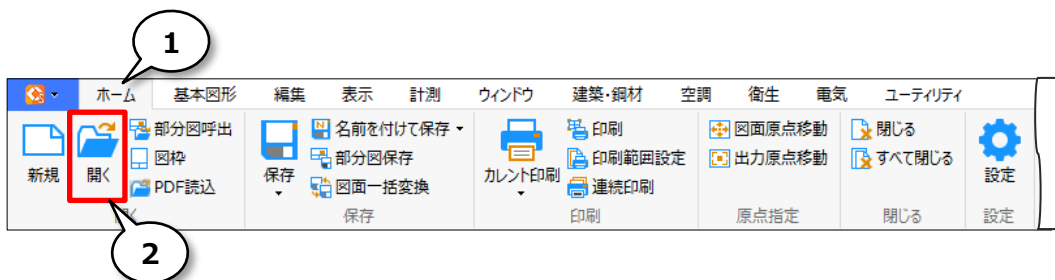 1
ホーム 基本図形 編集 表示 計測 ウィンドウ 建築・鋼材 空調 衛生 電気 ユーティリティ
新規
開く
部分図呼出
図枠
PDF読込
保存
名前を付けて保存
部分図保存
図面一括変換
保存
カレント印刷
印刷
印刷範囲設定
連続印刷
印刷
図面原点移動
出力原点移動
原点指定
閉じる
すべて閉じる
閉じる
設定
設定
2